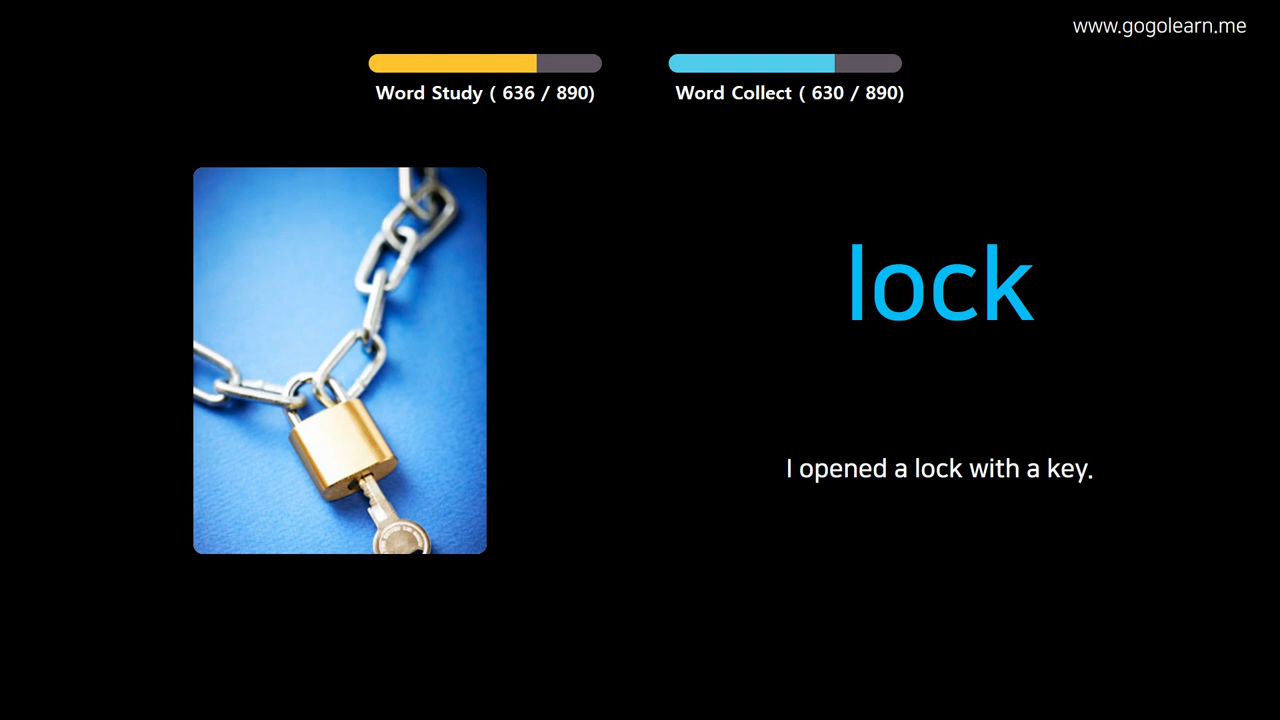 www.gogolearn.me
Word Study ( 636 / 890)
Word Collect ( 630 / 890)
lock
I opened a lock with a key.